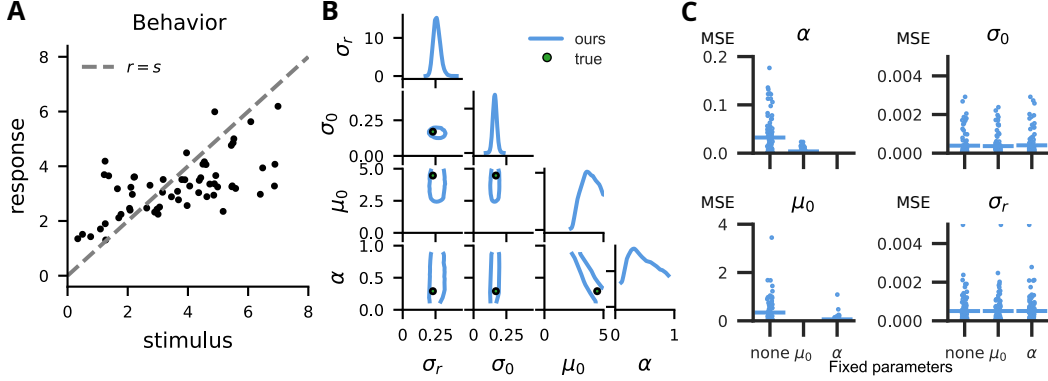 A
Behavior
r = s
8
6
4
2
0
response
0 2 4 6 8
stimulus
B
ours
true
σr
10
0
σ0
0.25
0.00
μ0
5.0
2.5
0.0
α
1.0
0.5
0.0
0 0.25 0 0.25 0 5 0 1
σr σ0 μ0 α
C
MSE α MSE σ0
0.2
0.1
0.0
0.004
0.002
0.000
MSE μ0 MSE σr
4
2
0
0.004
0.002
0.000
none μ0 α none μ0 α
Fixed parameters